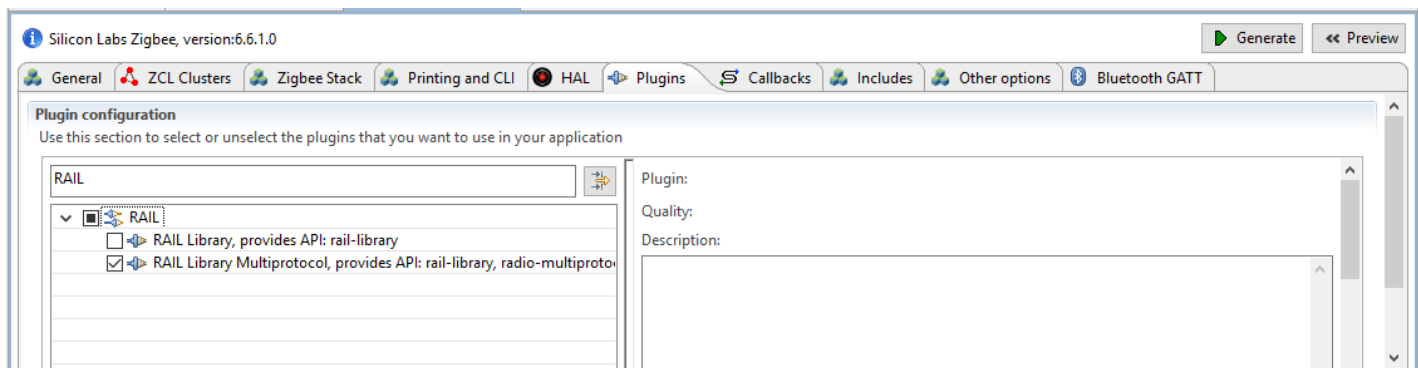 Silicon Labs Zigbee, version:6.6.1.0
Generate
Preview
General
ZCL Clusters
Zigbee Stack
Printing and CLI
HAL
Plugins
Callbacks
Includes
Other options
Bluetooth GATT
Plugin configuration
Use this section to select or unselect the plugins that you want to use in your application
RAIL
Plugin:
RAIL
Quality:
RAIL Library, provides API: rail-library
Description:
RAIL Library Multiprotocol, provides API: rail-library, radio-multiproto